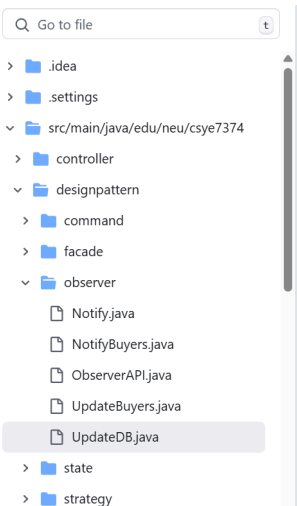 Go to file t
.idea
.settings
src/main/java/edu/neu/csye7374
controller
designpattern
command
facade
observer
Notify.java
NotifyBuyers.java
ObserverAPI.java
UpdateBuyers.java
UpdateDB.java
state
strategy